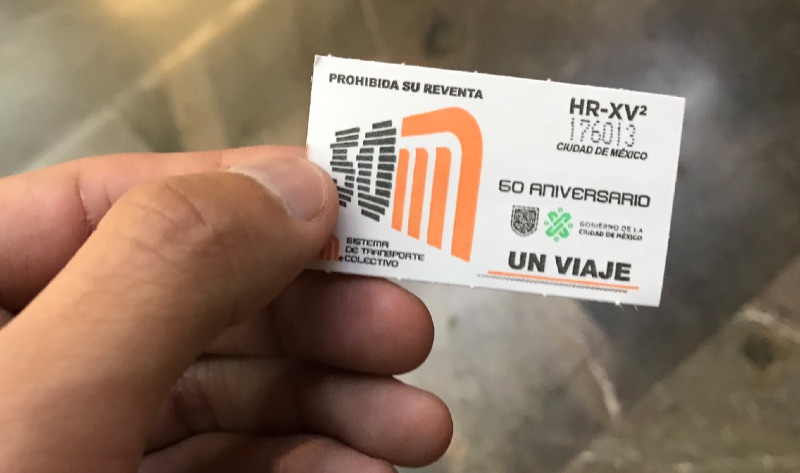 PROHIBIDA SU REVENTA
HR-XV²
176013
CIUDAD DE MÉXICO
50 ANIVERSARIO
GOBIERNO DE LA
CIUDAD DE MÉXICO
SISTEMA
DE TRANSPORTE
COLECTIVO
UN VIAJE